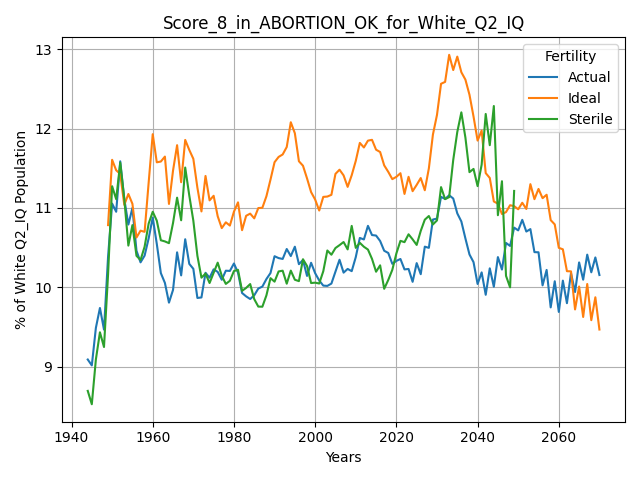 Score_8_in_ABORTION_OK_for_White_Q2_IQ
Fertility
Actual
Ideal
Sterile
% of White Q2_IQ Population
13
12
11
10
9
1940 1960 1980 2000 2020 2040 2060
Years